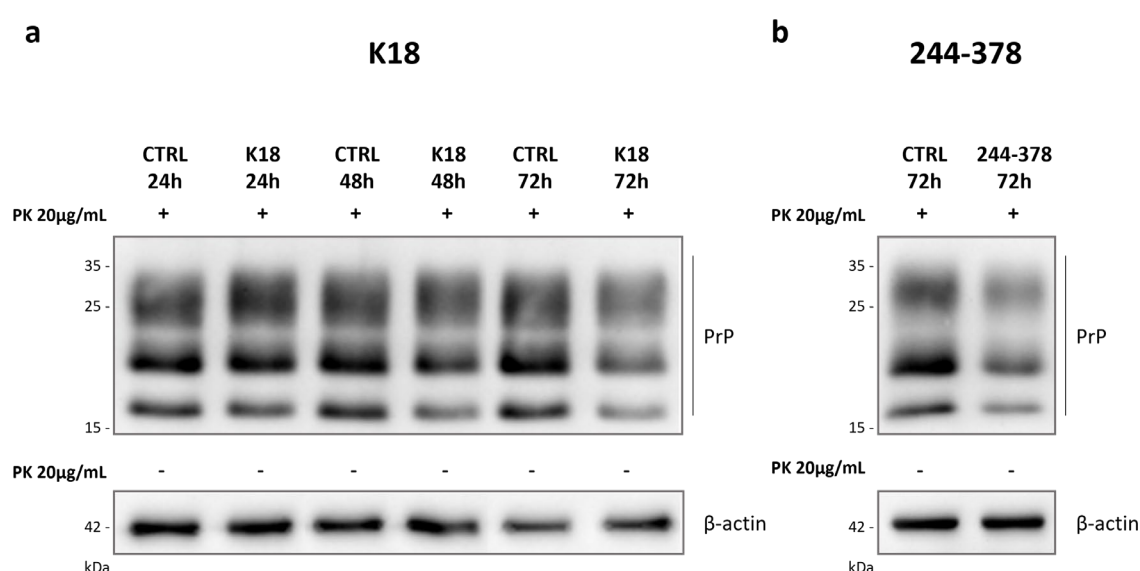 a
K18
CTRL K18 CTRL K18 CTRL K18
24h 24h 48h 48h 72h 72h
PK 20µg/mL + + + + + +
35 -
25 -
PrP
15 -
PK 20µg/mL - - - - - -
42 -
β-actin
kDa
b
244-378
CTRL 244-378
72h 72h
PK 20µg/mL + +
35 -
25 -
PrP
15 -
PK 20µg/mL - -
42 -
β-actin
kDa